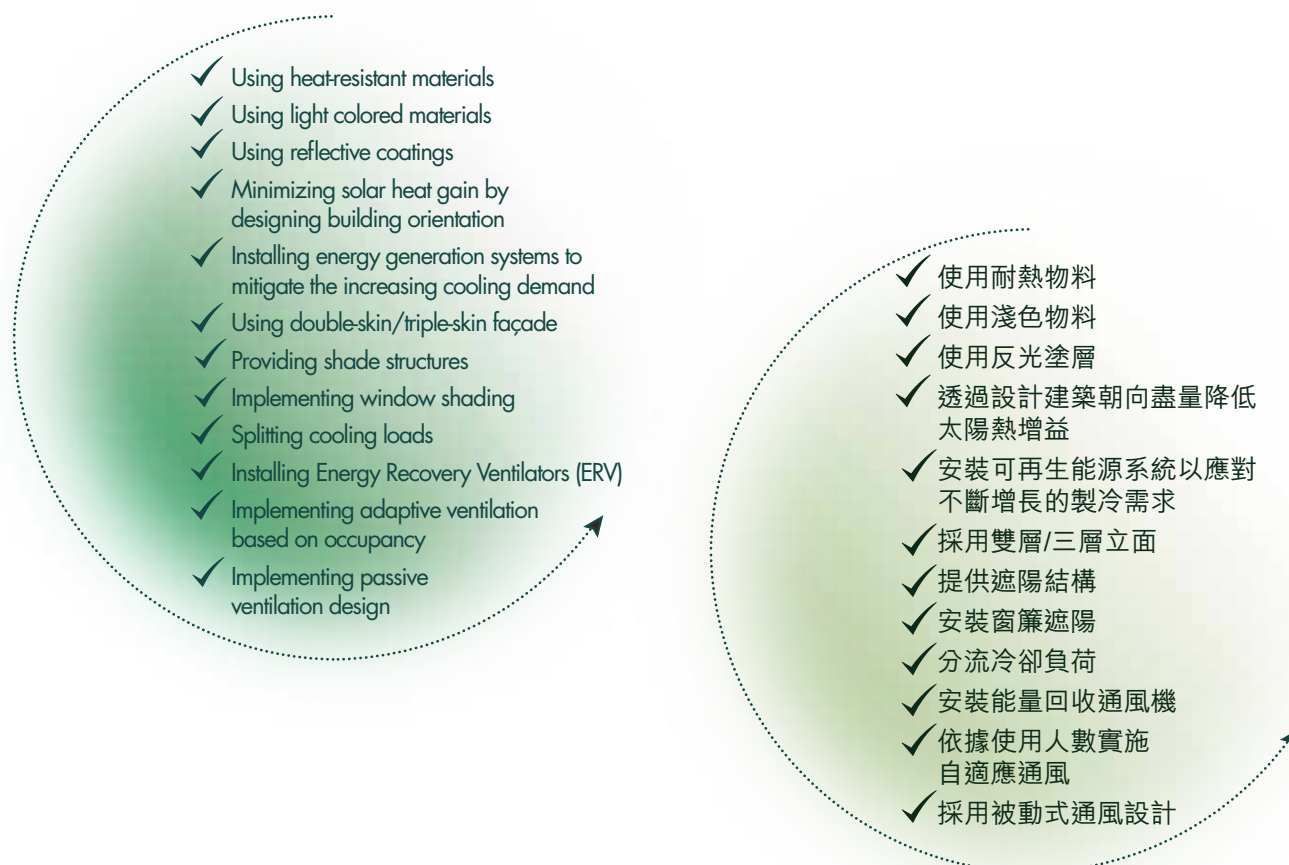 Using heat-resistant materials
Using light colored materials
Using reflective coatings
Minimizing solar heat gain by
designing building orientation
Installing energy generation systems to
mitigate the increasing cooling demand
Using double-skin/triple-skin façade
Providing shade structures
Implementing window shading
Splitting cooling loads
Installing Energy Recovery Ventilators (ERV)
Implementing adaptive ventilation
based on occupancy
Implementing passive
ventilation design
使用耐熱物料
使用淺色物料
使用反光塗層
透過設計建築朝向盡量降低
太陽熱增益
安裝可再生能源系統以應對
不斷增長的製冷需求
採用雙層/三層立面
提供遮陽結構
安裝窗簾遮陽
分流冷卻負荷
安裝能量回收通風機
依據使用人數實施
自適應通風
採用被動式通風設計